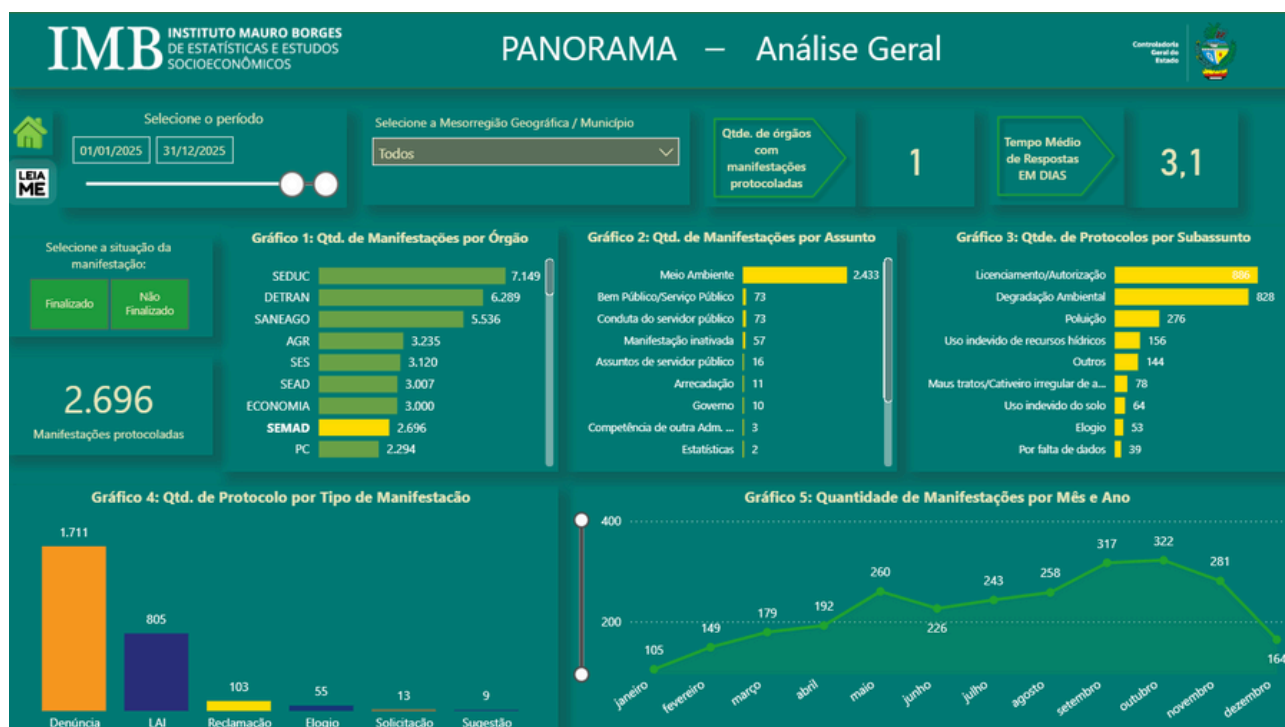 IMB
INSTITUTO MAURO BORGES
DE ESTATÍSTICAS E ESTUDOS
SOCIOECONÔMICOS
PANORMA — Análise Geral
Controladoria
Geral do
Estado
Selecione o período
01/01/2025 31/12/2025
LEIA
ME
Selecione a Mesorregião Geográfica / Município
Todos
Qtde. de órgãos
com
manifestações
protocoladas
1
Tempo Médio
de Respostas
EM DIAS
3,1
Selecione a situação da
manifestação:
Finalizado
Não
Finalizado
2.696
Manifestações protocoladas
Gráfico 1: Qtd. de Manifestações por Órgão
SEDUC 7.149
DETRAN 6.289
SANEAGO 5.536
AGR 3.235
SES 3.120
SEAD 3.007
ECONOMIA 3.000
SEMAD 2.696
PC 2.294
Gráfico 2: Qtd. de Manifestações por Assunto
Meio Ambiente 2.433
Bem Público/Serviço Público 73
Conduta do servidor público 73
Manifestação inativada 57
Assuntos de servidor público 16
Arrecadação 11
Governo 10
Competência de outra Adm. ... 3
Estatísticas 2
Gráfico 3: Qtde. de Protocolos por Subassunto
Licenciamento/Autorização 886
Degradação Ambiental 828
Poluição 276
Uso indevido de recursos hídricos 156
Outros 144
Maus tratos/Cativeiro irregular de a... 78
Uso indevido do solo 64
Elogio 53
Por falta de dados 39
Gráfico 4: Qtd. de Protocolo por Tipo de Manifestacão
1.711
805
103
55
13
9
Denúncia LAI Reclamação Elogio Solicitação Sugestão
Gráfico 5: Quantidade de Manifestações por Mês e Ano
400
200
105 149 179 192 260 226 243 258 317 322 281 164
janeiro fevereiro março abril maio junho julho agosto setembro outubro novembro dezembro